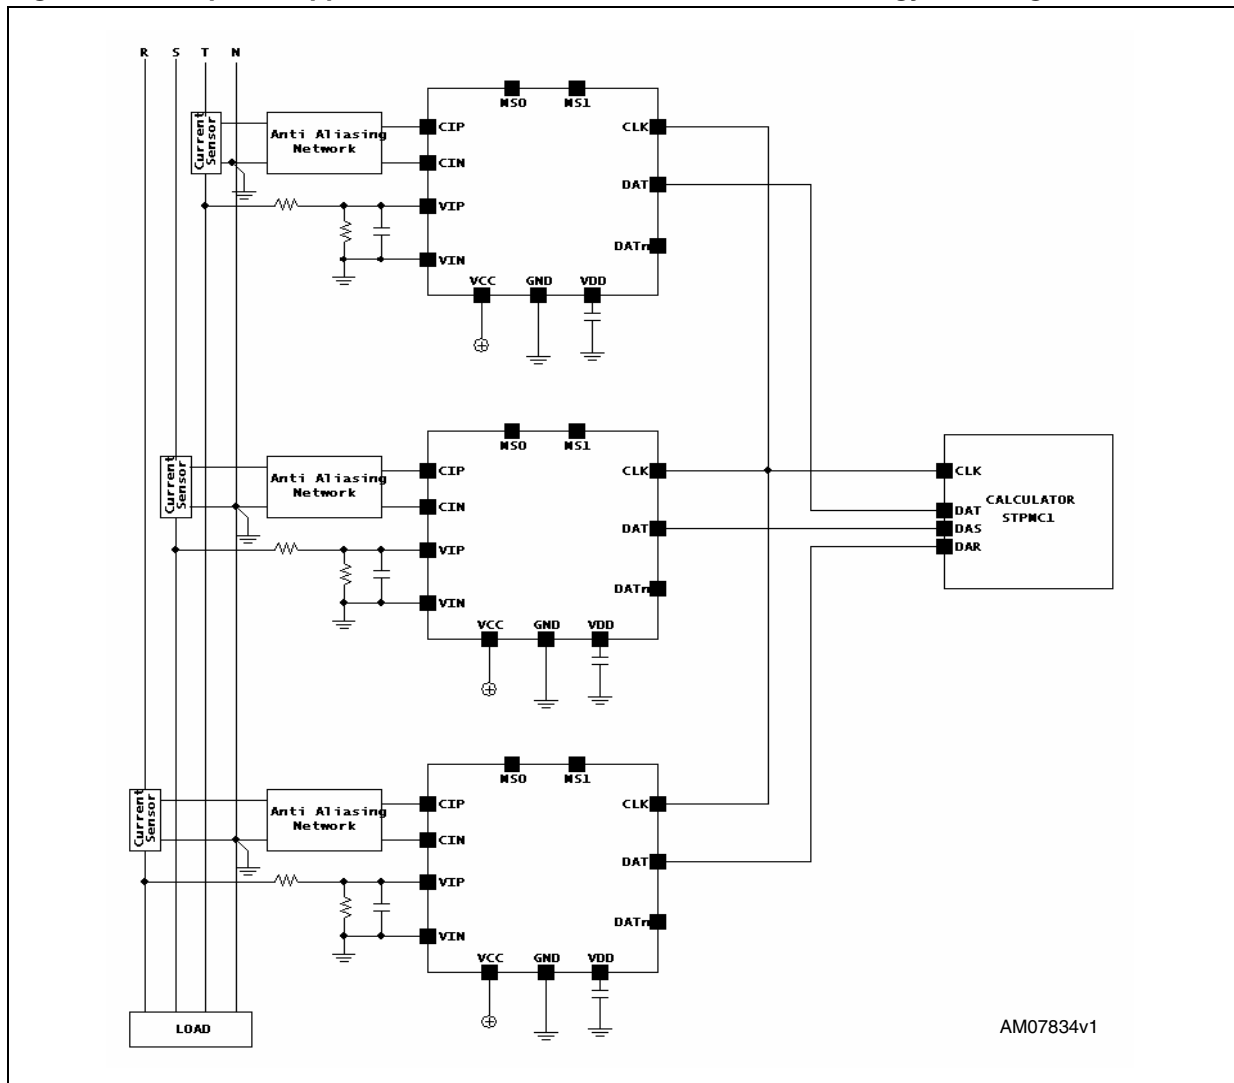 R S T N
MS0 MS1
Current
Sensor
Anti Aliasing
Network
CIP
CIN
VIP
VIN
CLK
DAT
DATn
VCC GND VDD
MS0 MS1
Current
Sensor
Anti Aliasing
Network
CIP
CIN
VIP
VIN
CLK
DAT
DATn
VCC GND VDD
CLK
DAT
DAS
DAR
CALCULATOR
STPMC1
MS0 MS1
Current
Sensor
Anti Aliasing
Network
CIP
CIN
VIP
VIN
CLK
DAT
DATn
VCC GND VDD
LOAD
AM07834v1